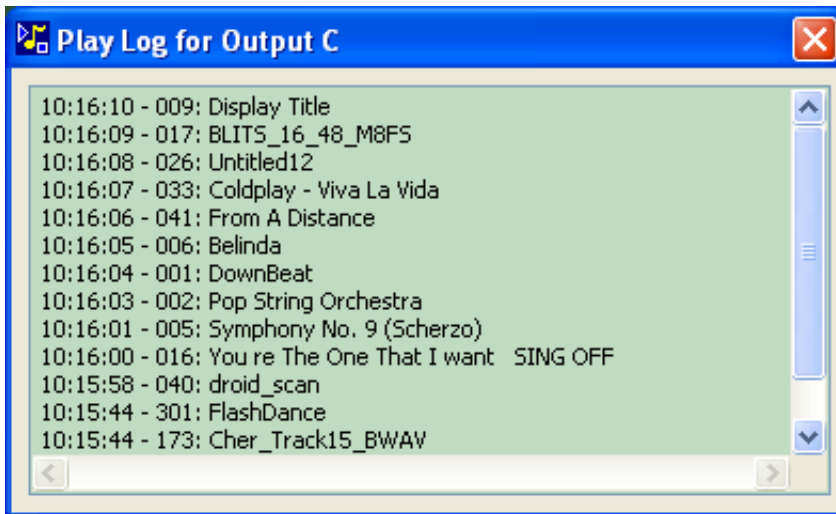 Play Log for Output C
10:16:10 - 009: Display Title
10:16:09 - 017: BLITS_16_48_M8FS
10:16:08 - 026: Untitled12
10:16:07 - 033: Coldplay - Viva La Vida
10:16:06 - 041: From A Distance
10:16:05 - 006: Belinda
10:16:04 - 001: DownBeat
10:16:03 - 002: Pop String Orchestra
10:16:01 - 005: Symphony No. 9 (Scherzo)
10:16:00 - 016: You re The One That I want   SING OFF
10:15:58 - 040: droid_scan
10:15:44 - 301: FlashDance
10:15:44 - 173: Cher_Track15_BWAV